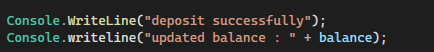 Console.WriteLine("deposit successfully");
Console.writeline("updated balance : " + balance);